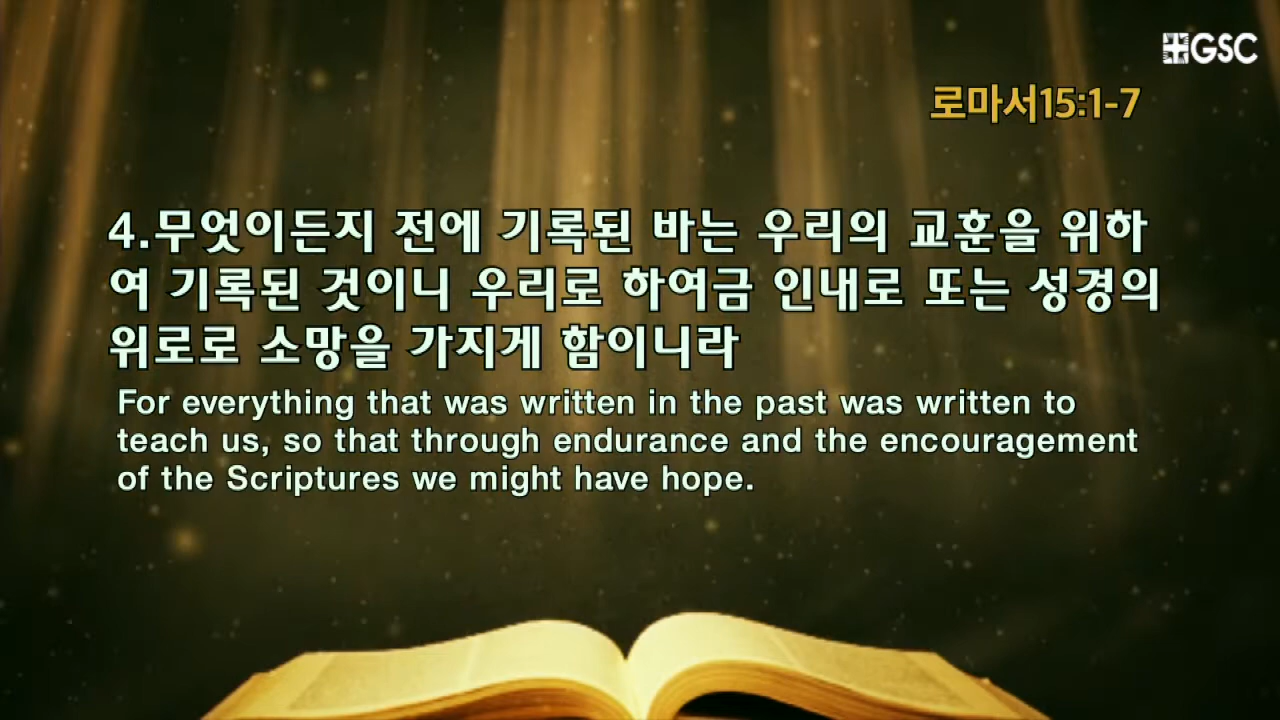 GSC
로마서15:1-7
4.무엇이든지 전에 기록된 바는 우리의 교훈을 위하
여 기록된 것이니 우리로 하여금 인내로 또는 성경의
위로로 소망을 가지게 함이니라
For everything that was written in the past was written to
teach us, so that through endurance and the encouragement
of the Scriptures we might have hope.